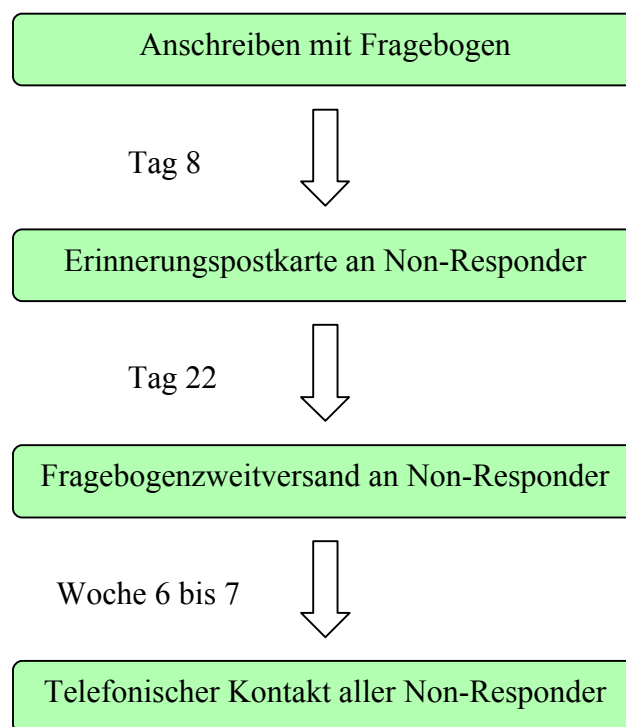 Anschreiben mit Fragebogen
Tag 8
Erinnerungspostkarte an Non-Responder
Tag 22
Fragebogenzweitversand an Non-Responder
Woche 6 bis 7
Telefonischer Kontakt aller Non-Responder